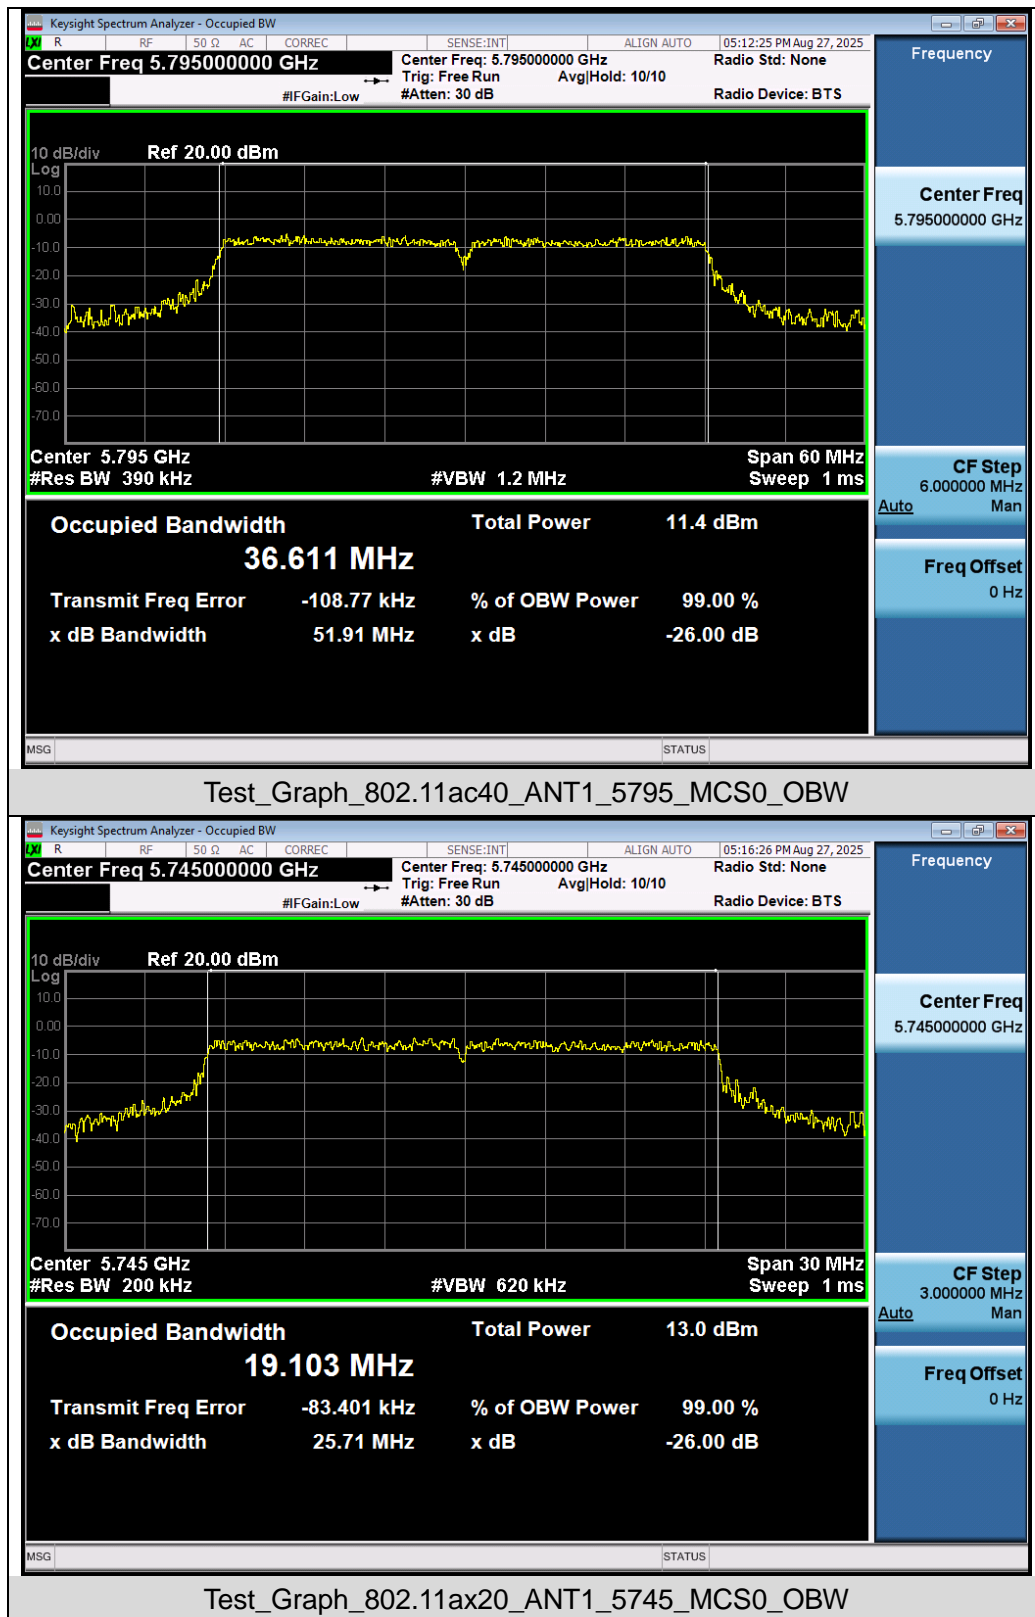 Keysight Spectrum Analyzer - Occupied BW
LXI R RF 50 Ω AC CORREC SENSE:INT ALIGN AUTO 05:12:25 PM Aug 27, 2025
Center Freq 5.795000000 GHz
Center Freq: 5.795000000 GHz
Radio Std: None
Trig: Free Run Avg|Hold: 10/10
#IFGain:Low #Atten: 30 dB Radio Device: BTS
10 dB/div Ref 20.00 dBm
Log
10.0
0.00
-10.0
-20.0
-30.0
-40.0
-50.0
-60.0
-70.0
Center 5.795 GHz Span 60 MHz
#Res BW 390 kHz #VBW 1.2 MHz Sweep 1 ms
Occupied Bandwidth Total Power 11.4 dBm
36.611 MHz
Transmit Freq Error -108.77 kHz % of OBW Power 99.00 %
x dB Bandwidth 51.91 MHz x dB -26.00 dB
Frequency
Center Freq
5.795000000 GHz
CF Step
6.000000 MHz
Auto Man
Freq Offset
0 Hz
MSG STATUS
Test_Graph_802.11ac40_ANT1_5795_MCS0_OBW
Keysight Spectrum Analyzer - Occupied BW
LXI R RF 50 Ω AC CORREC SENSE:INT ALIGN AUTO 05:16:26 PM Aug 27, 2025
Center Freq 5.745000000 GHz
Center Freq: 5.745000000 GHz
Radio Std: None
Trig: Free Run Avg|Hold: 10/10
#IFGain:Low #Atten: 30 dB Radio Device: BTS
10 dB/div Ref 20.00 dBm
Log
10.0
0.00
-10.0
-20.0
-30.0
-40.0
-50.0
-60.0
-70.0
Center 5.745 GHz Span 30 MHz
#Res BW 200 kHz #VBW 620 kHz Sweep 1 ms
Occupied Bandwidth Total Power 13.0 dBm
19.103 MHz
Transmit Freq Error -83.401 kHz % of OBW Power 99.00 %
x dB Bandwidth 25.71 MHz x dB -26.00 dB
Frequency
Center Freq
5.745000000 GHz
CF Step
3.000000 MHz
Auto Man
Freq Offset
0 Hz
MSG STATUS
Test_Graph_802.11ax20_ANT1_5745_MCS0_OBW